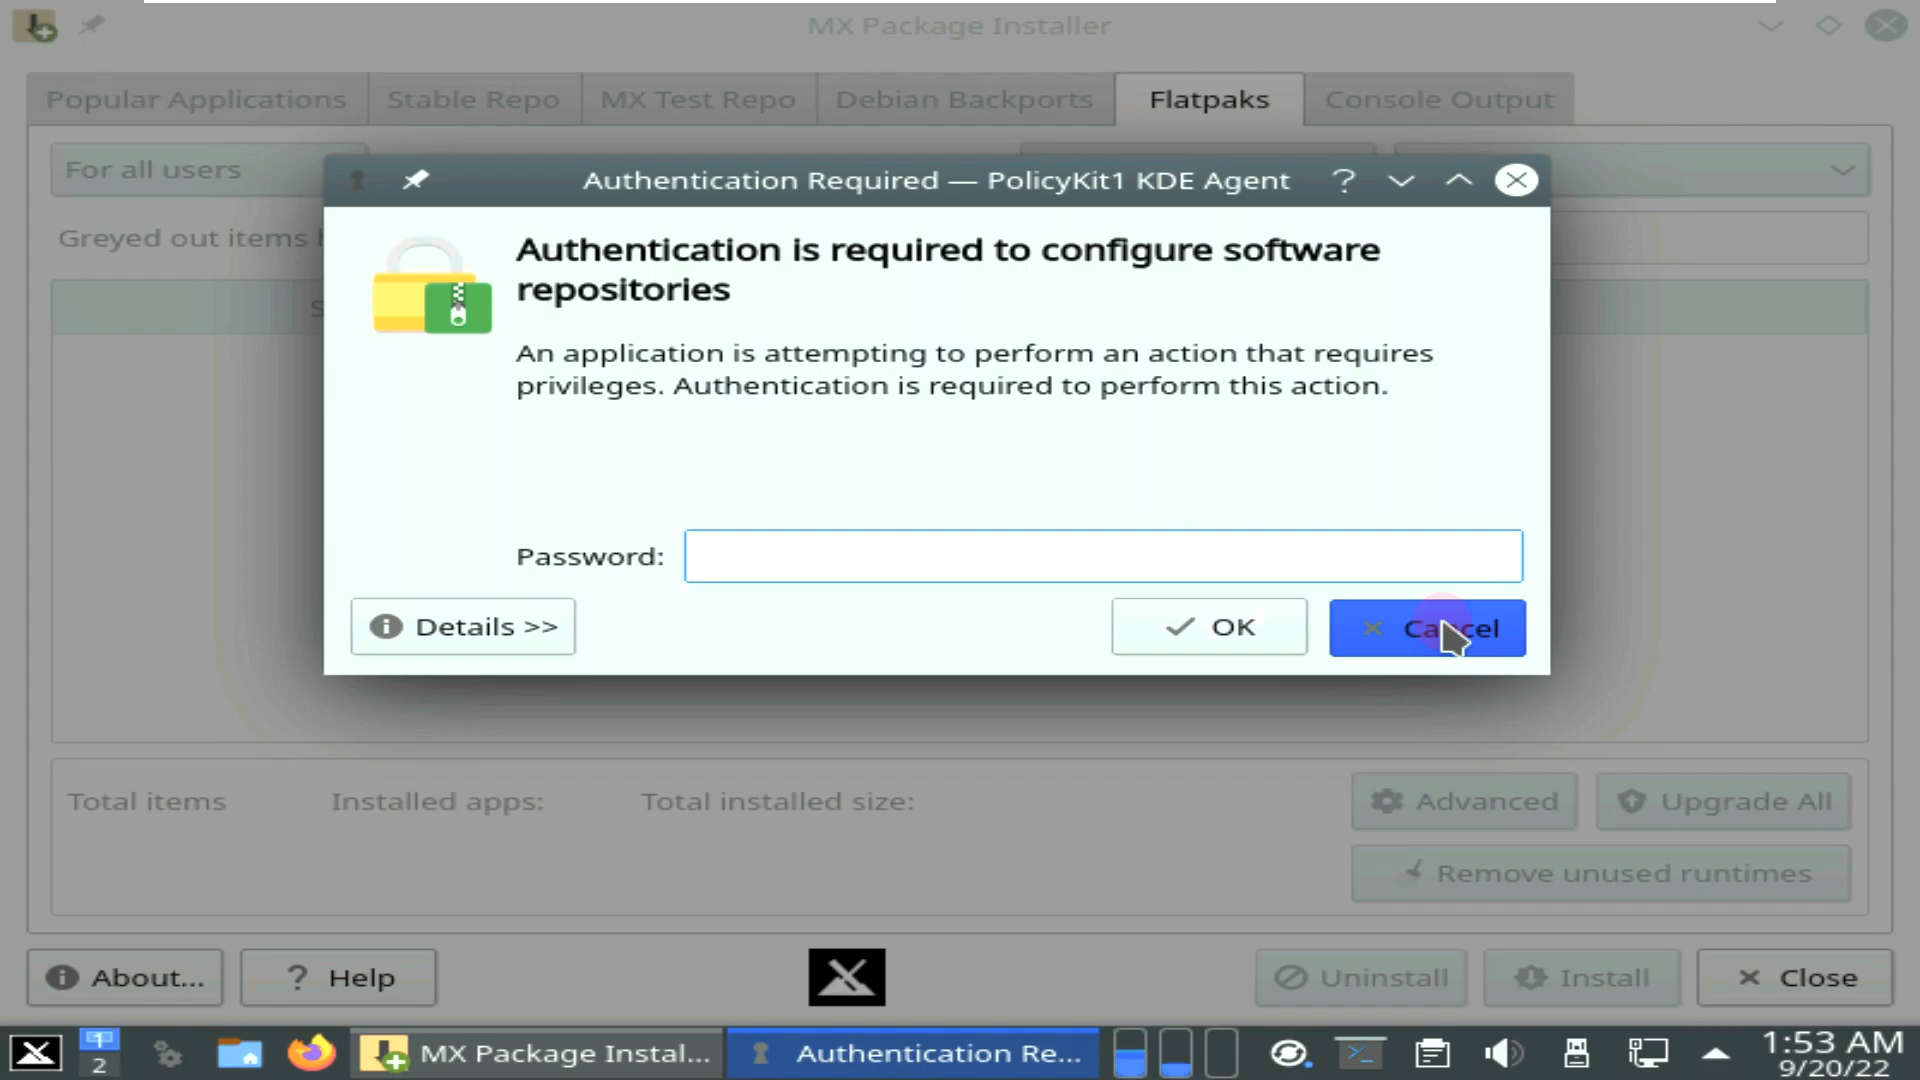 MX Package Installer
Popular Applications
Stable Repo
MX Test Repo
Debian Backports
Flatpaks
Console Output
For all users
Authentication Required — PolicyKit1 KDE Agent
Greyed out items
Authentication is required to configure software
repositories
An application is attempting to perform an action that requires
privileges. Authentication is required to perform this action.
Password:
Details >>
OK
Cancel
Total items
Installed apps:
Total installed size:
Advanced
Upgrade All
Remove unused runtimes
About...
? Help
Uninstall
Install
Close
1
2
MX Package Instal...
Authentication Re...
1:53 AM
9/20/22